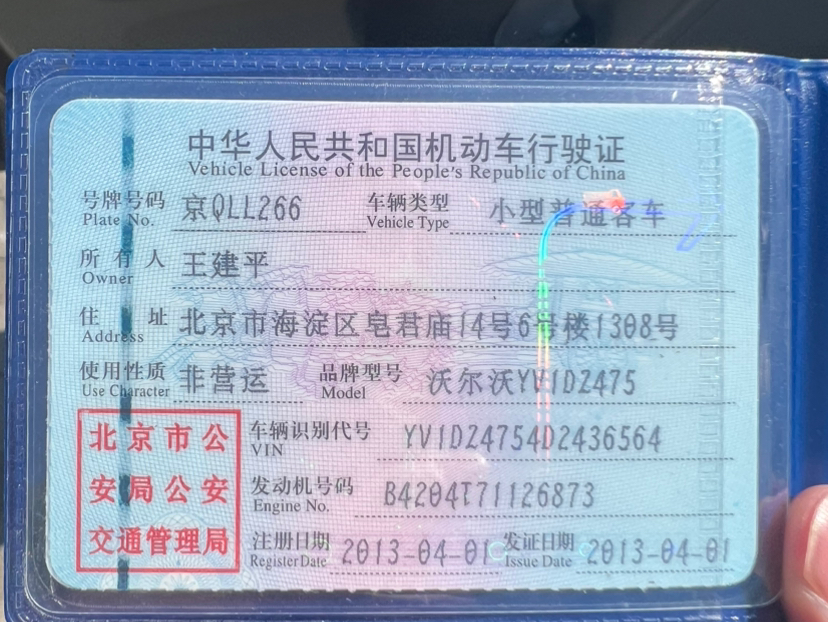 中华人民共和国机动车行驶证
Vehicle License of the People's Republic of China
号牌号码 京QLL266 车辆类型 小型普通客车
Plate No. Vehicle Type
所有人 王建平
Owner
住址 北京市海淀区皂君庙14号6号楼1308号
Address
使用性质 非营运 品牌型号 沃尔沃YV1DZ475
Use Character Model
北京市公 车辆识别代号 YV1DZ4754D2436564
VIN
安局公安 发动机号码 B4204T71126873
Engine No.
交通管理局 注册日期 2013-04-01 发证日期 2013-04-01
Register Date Issue Date